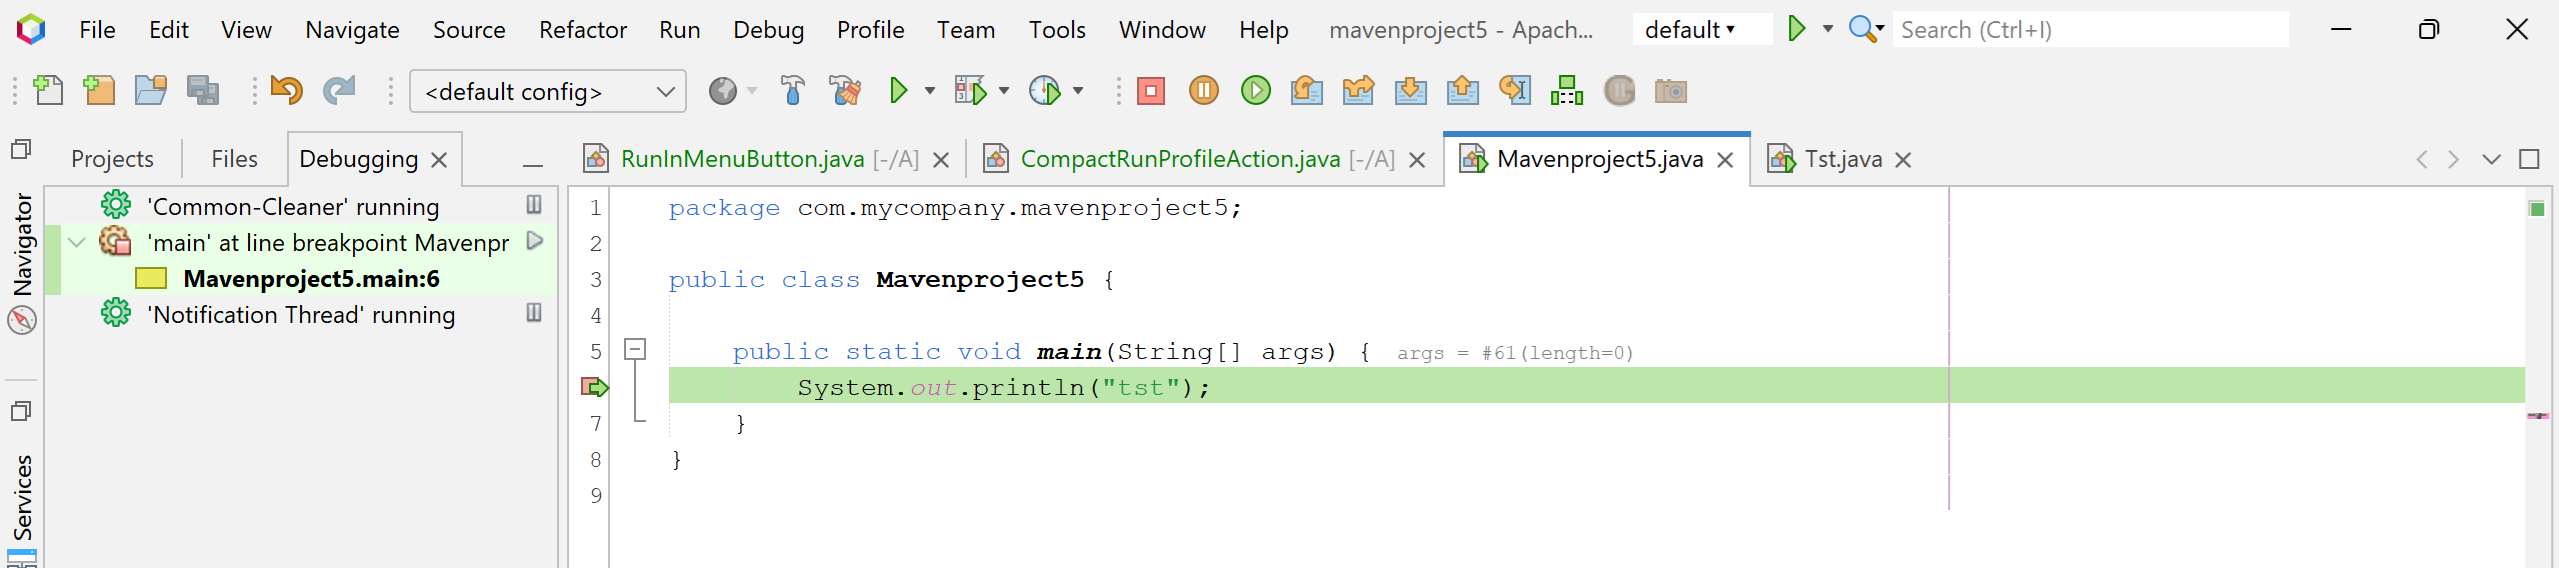 File Edit View Navigate Source Refactor Run Debug Profile Team Tools Window Help mavenproject5 - Apach... default Search (Ctrl+I)
<default config>
Projects Files Debugging RunInMenuButton.java [-/A] CompactRunProfileAction.java [-/A] Mavenproject5.java Tst.java
Navigator
Services
'Common-Cleaner' running
'main' at line breakpoint Mavenpr
Mavenproject5.main:6
'Notification Thread' running
1 package com.mycompany.mavenproject5;
2
3 public class Mavenproject5 {
4
5 public static void main(String[] args) { args = #61(length=0)
System.out.println("tst");
7 }
8 }
9